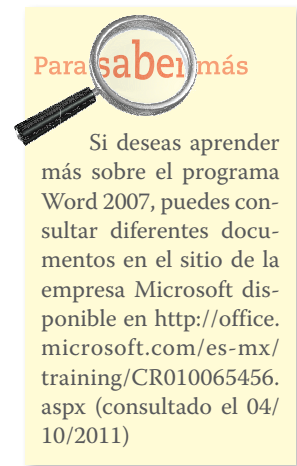 Para saber más
Si deseas aprender
más sobre el programa
Word 2007, puedes con-
sultar diferentes docu-
mentos en el sitio de la
empresa Microsoft dis-
ponible en http://office.
microsoft.com/es-mx/
training/CR010065456.
aspx (consultado el 04/
10/2011)